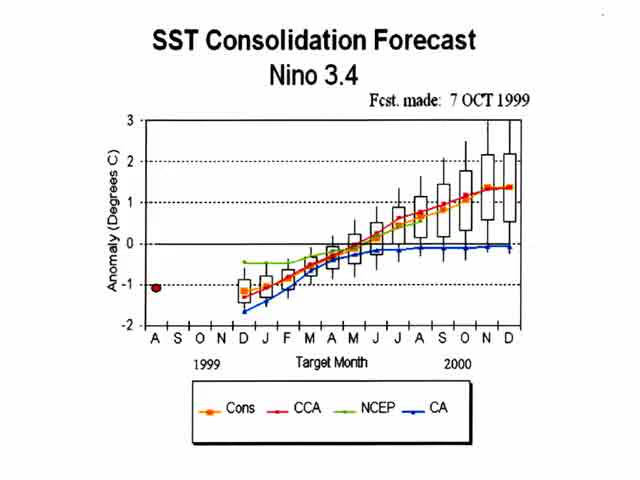 SST Consolidation Forecast
Nino 3.4
Fcst. made: 7 OCT 1999
Anomaly (Degrees C)
3
2
1
0
-1
-2
A S O N D J F M A M J J A S O N D
1999 Target Month 2000
Cons CCA NCEP CA